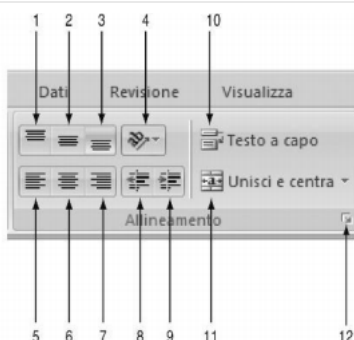 1 2 3 4 10
Dati Revisione Visualizza
Testo a capo
Unisci e centra
Allineamento
5 6 7 8 9 11 12